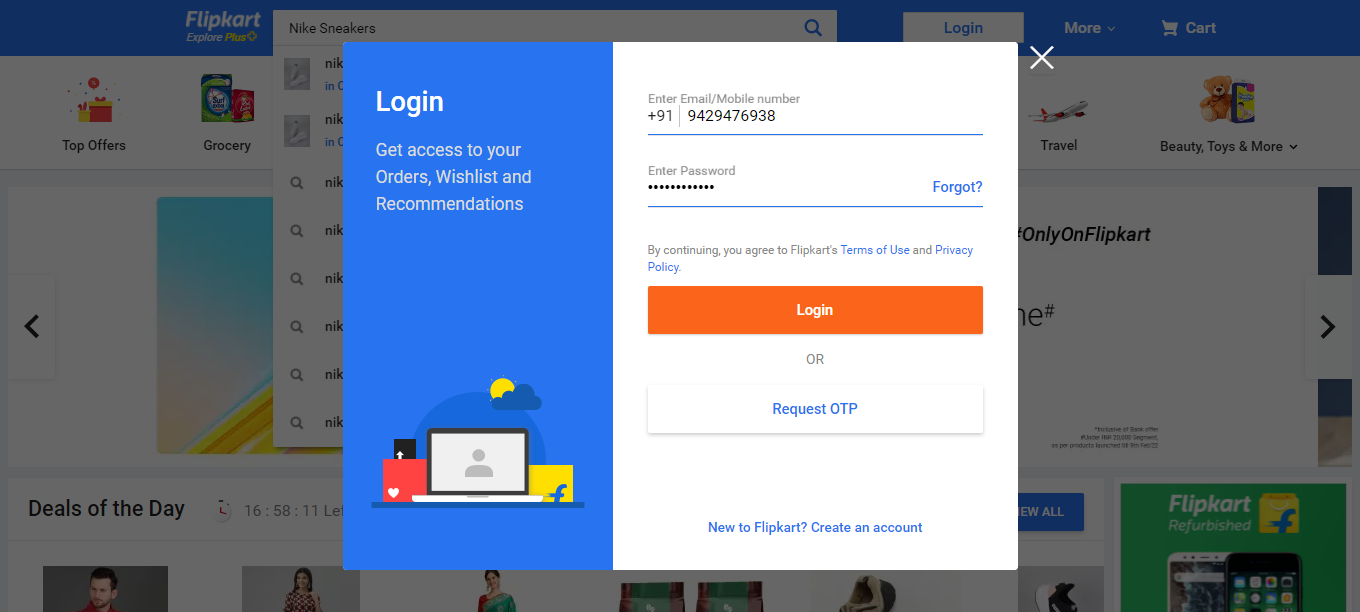 Flipkart
Explore Plus
Nike Sneakers
Login
More
Cart
nik
in C
nik
in C
nik
nik
nik
nik
nik
nik
Top Offers
Grocery
Travel
Beauty, Toys & More
Login
Get access to your
Orders, Wishlist and
Recommendations
Enter Email/Mobile number
+91 9429476938
Enter Password
••••••••••••
Forgot?
By continuing, you agree to Flipkart's Terms of Use and Privacy
Policy.
Login
OR
Request OTP
New to Flipkart? Create an account
#OnlyOnFlipkart
ne#
*Inclusive of Bank offer
#Under INR 20,000 Segment,
as per products launched till 9th Feb'22
Deals of the Day
16 : 58 : 11 Lef
IEW ALL
Flipkart
Refurbished